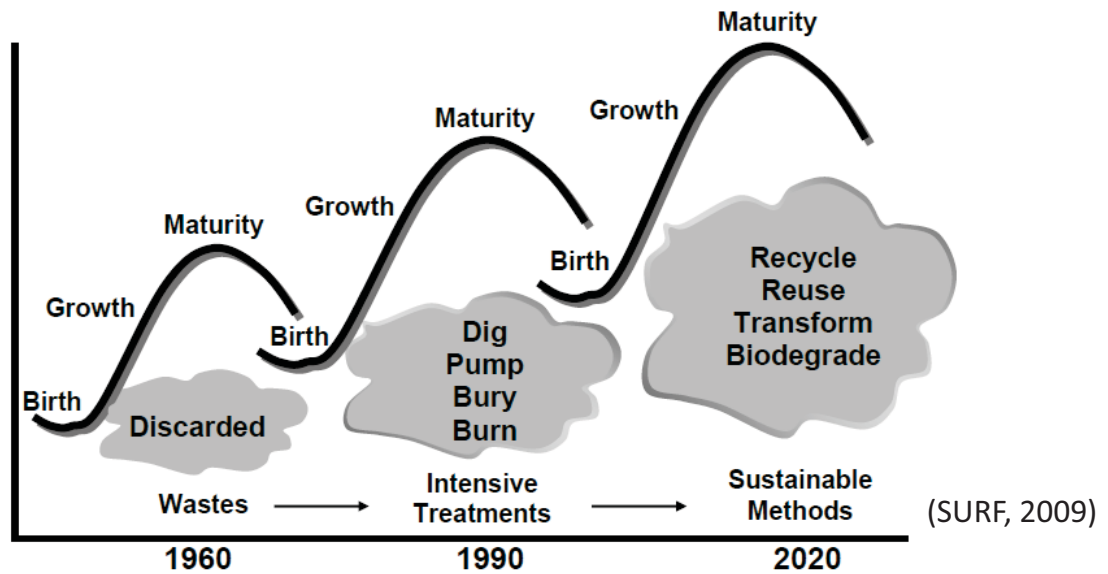 Maturity
Growth
Birth
Discarded
Wastes
1960
Maturity
Growth
Birth
Dig
Pump
Bury
Burn
Intensive
Treatments
1990
Maturity
Growth
Birth
Recycle
Reuse
Transform
Biodegrade
Sustainable
Methods
2020
(SURF, 2009)